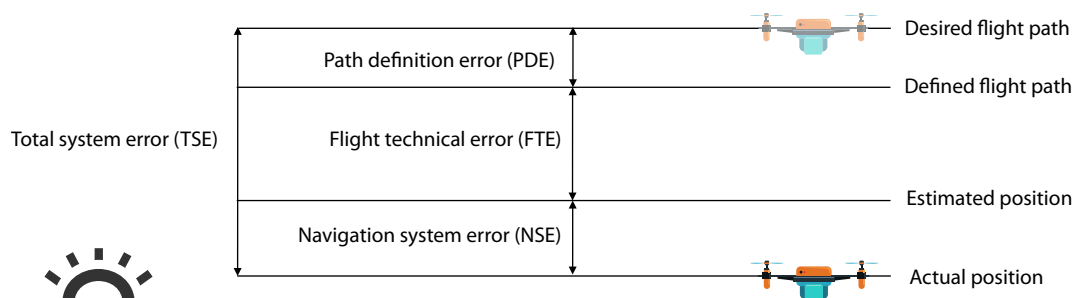 Desired flight path
Path definition error (PDE)
Defined flight path
Total system error (TSE)
Flight technical error (FTE)
Estimated position
Navigation system error (NSE)
Actual position